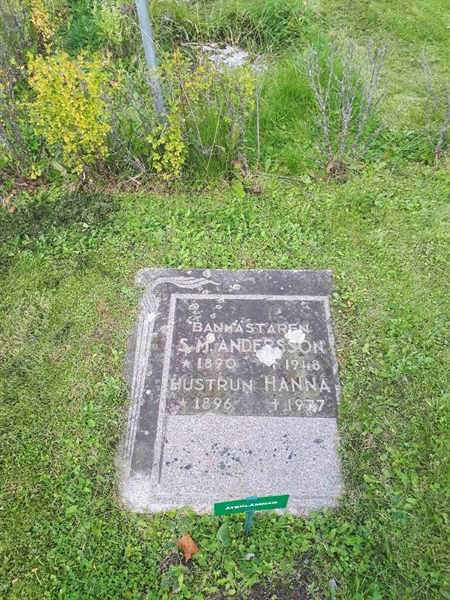 BANMÄSTAREN
S. M. ANDERSSON
* 1890 † 1948
HUSTRUN HANNA
* 1896 † 1977
ÅTERLÄMNAD